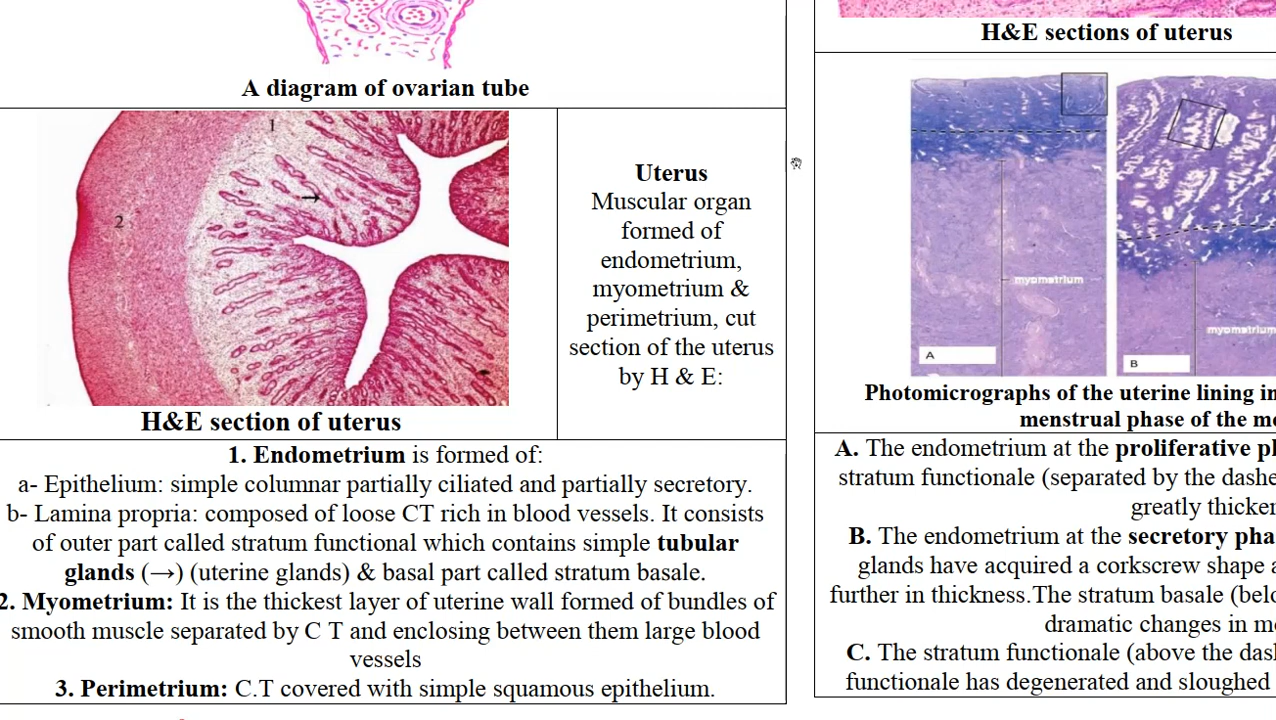 A diagram of ovarian tube
1
2
→
H&E section of uterus
Uterus
Muscular organ
formed of
endometrium,
myometrium &
perimetrium, cut
section of the uterus
by H & E:
1. Endometrium is formed of:
a- Epithelium: simple columnar partially ciliated and partially secretory.
b- Lamina propria: composed of loose CT rich in blood vessels. It consists
of outer part called stratum functional which contains simple tubular
glands (→) (uterine glands) & basal part called stratum basale.
2. Myometrium: It is the thickest layer of uterine wall formed of bundles of
smooth muscle separated by C T and enclosing between them large blood
vessels
3. Perimetrium: C.T covered with simple squamous epithelium.
H&E sections of uterus
myometrium
A
myometrium
B
Photomicrographs of the uterine lining in
menstrual phase of the
A. The endometrium at the proliferative
stratum functionale (separated by the
greatly
B. The endometrium at the secretory
glands have acquired a corkscrew shape
further in thickness.The stratum basale
dramatic changes in
C. The stratum functionale (above the
functionale has degenerated and sloughed